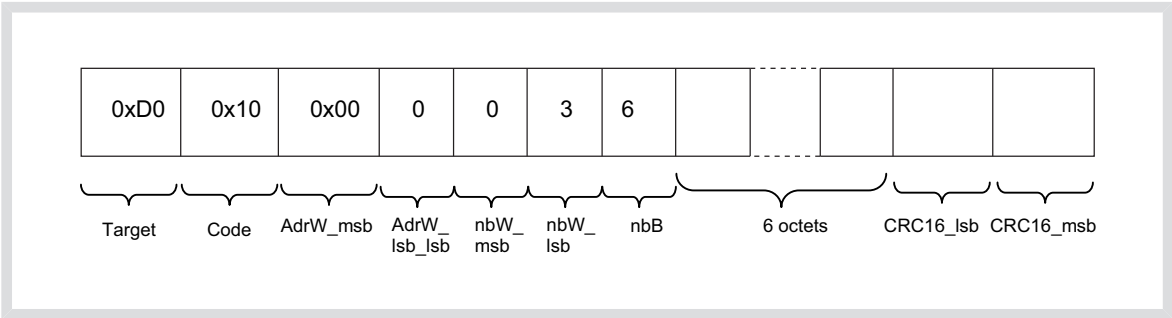 0xD0 0x10 0x00 0 0 3 6
Target Code AdrW_msb AdrW_ nbW_ nbW_ nbB 6 octets CRC16_lsb CRC16_msb
lsb_lsb msb lsb